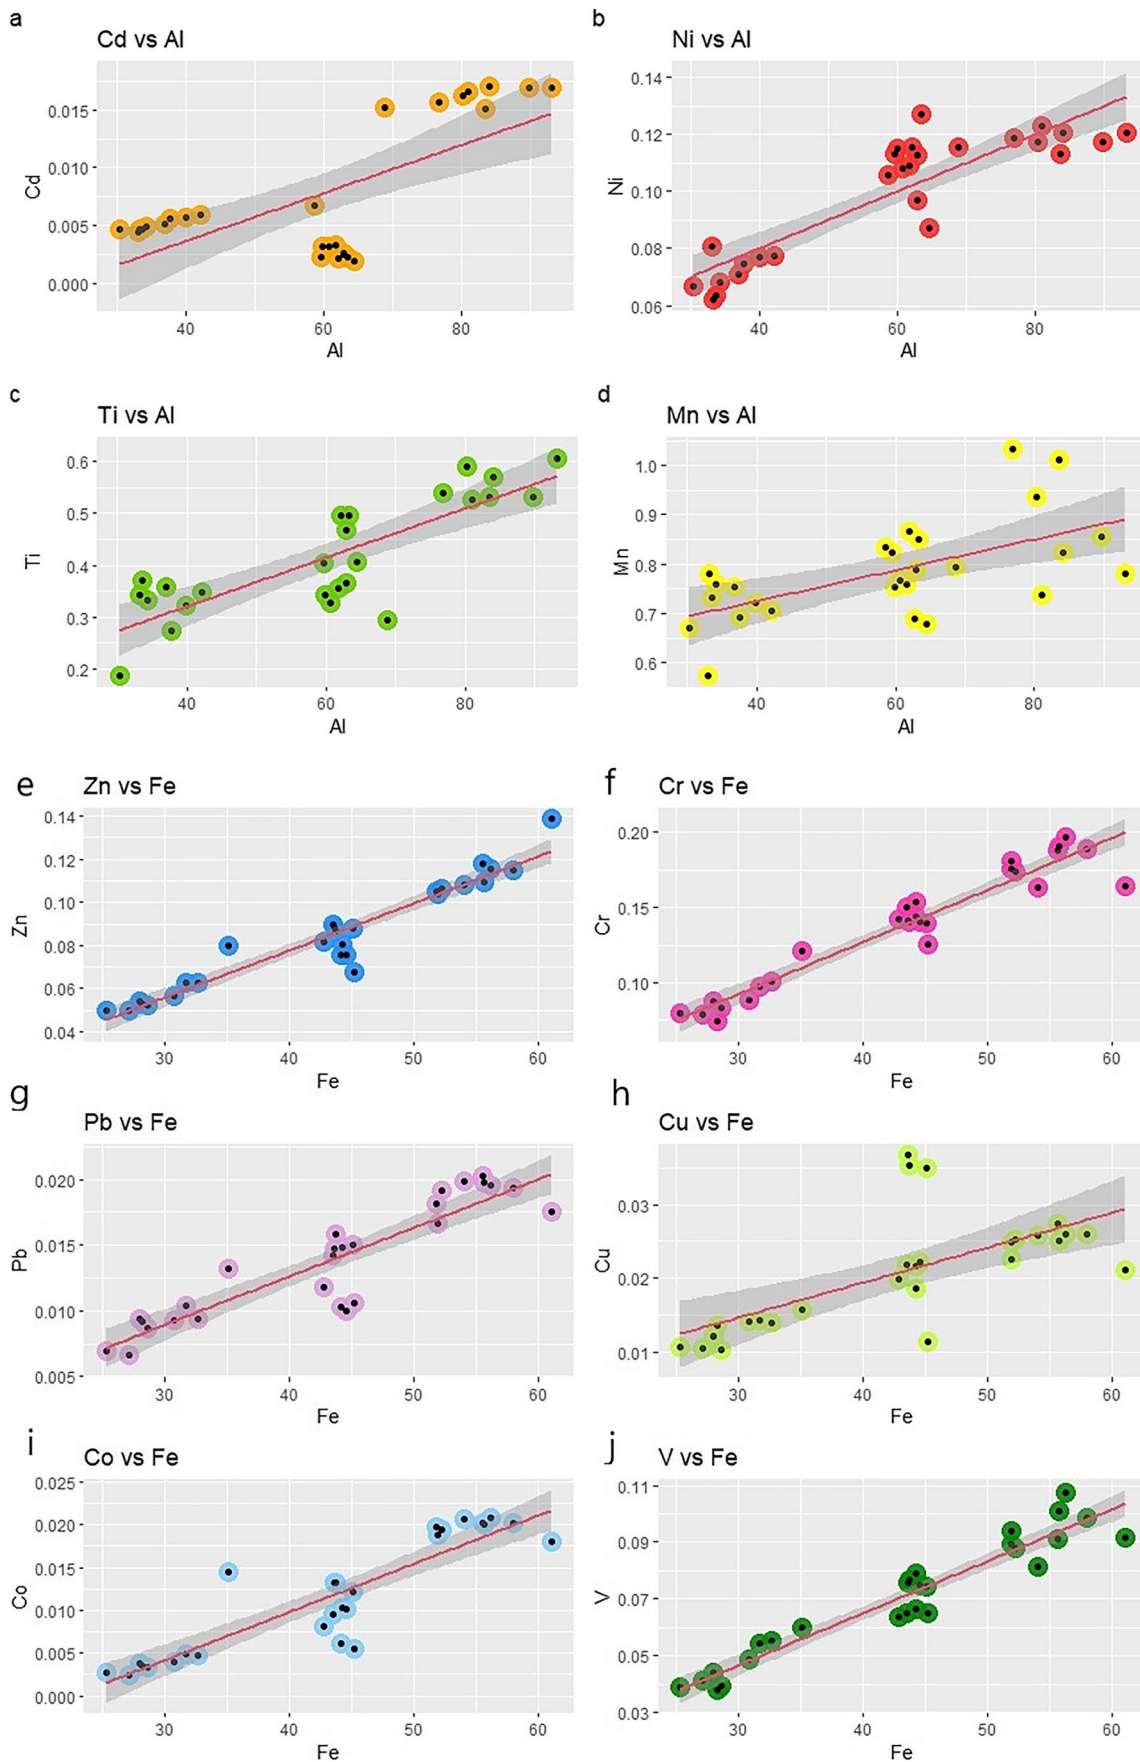 a
Cd vs Al
0.015
0.010
0.005
0.000
Cd
40 60 80
Al
b
Ni vs Al
0.14
0.12
0.10
0.08
0.06
Ni
40 60 80
Al
c
Ti vs Al
0.6
0.5
0.4
0.3
0.2
Ti
40 60 80
Al
d
Mn vs Al
1.0
0.9
0.8
0.7
0.6
Mn
40 60 80
Al
e
Zn vs Fe
0.14
0.12
0.10
0.08
0.06
0.04
Zn
30 40 50 60
Fe
f
Cr vs Fe
0.20
0.15
0.10
Cr
30 40 50 60
Fe
g
Pb vs Fe
0.020
0.015
0.010
0.005
Pb
30 40 50 60
Fe
h
Cu vs Fe
0.03
0.02
0.01
Cu
30 40 50 60
Fe
i
Co vs Fe
0.025
0.020
0.015
0.010
0.005
0.000
Co
30 40 50 60
Fe
j
V vs Fe
0.11
0.09
0.07
0.05
0.03
V
30 40 50 60
Fe